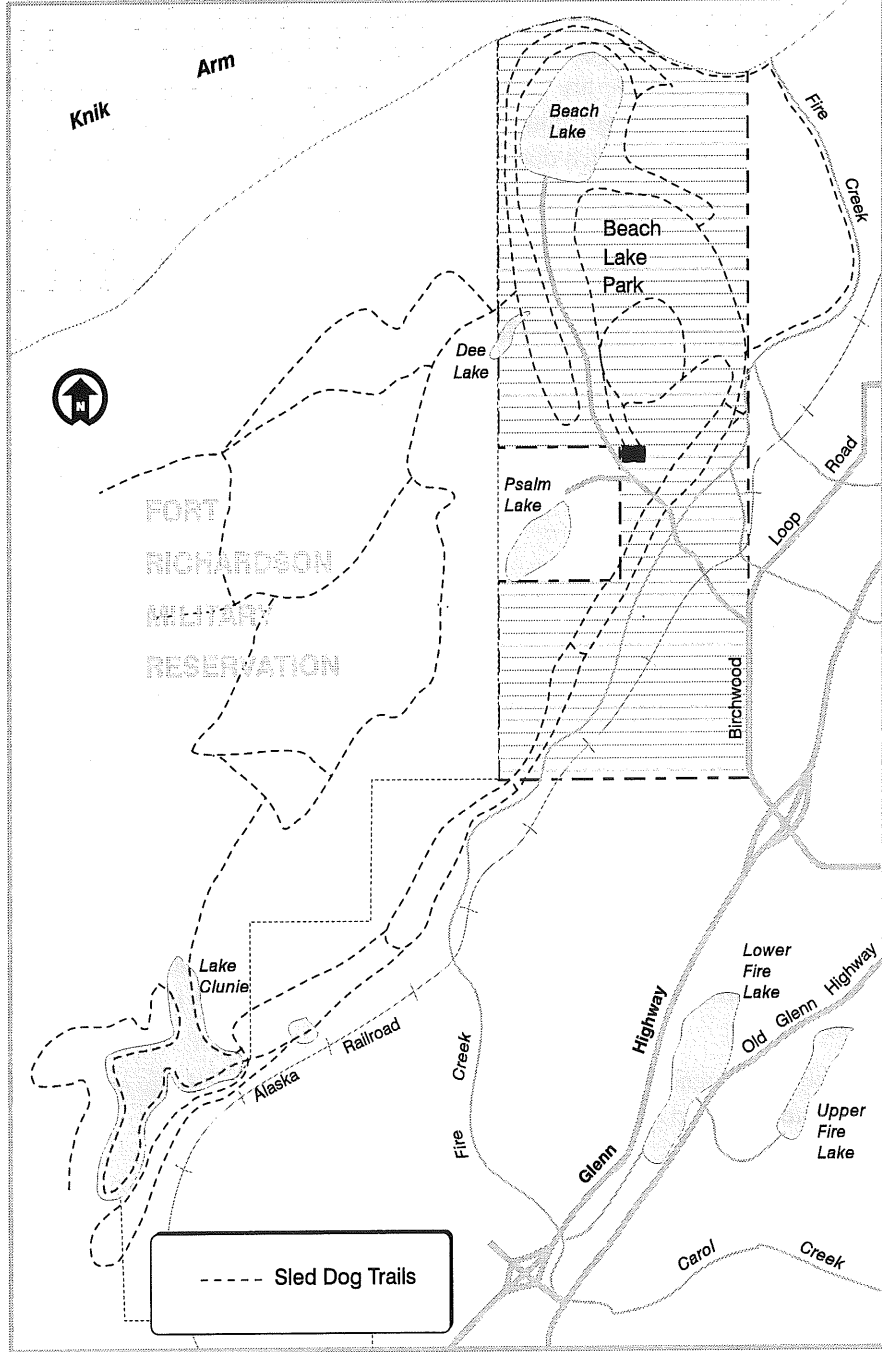 Knik Arm
Beach
Lake
Fire
Creek
Beach
Lake
Park
Dee
Lake
N
Psalm
Lake
Loop Road
FORT
RICHARDSON
MILITARY
RESERVATION
Birchwood
Lake
Clunie
Lower
Fire
Lake
Old Glenn Highway
Glenn Highway
Alaska Railroad
Fire Creek
Upper
Fire
Lake
Carol Creek
Sled Dog Trails